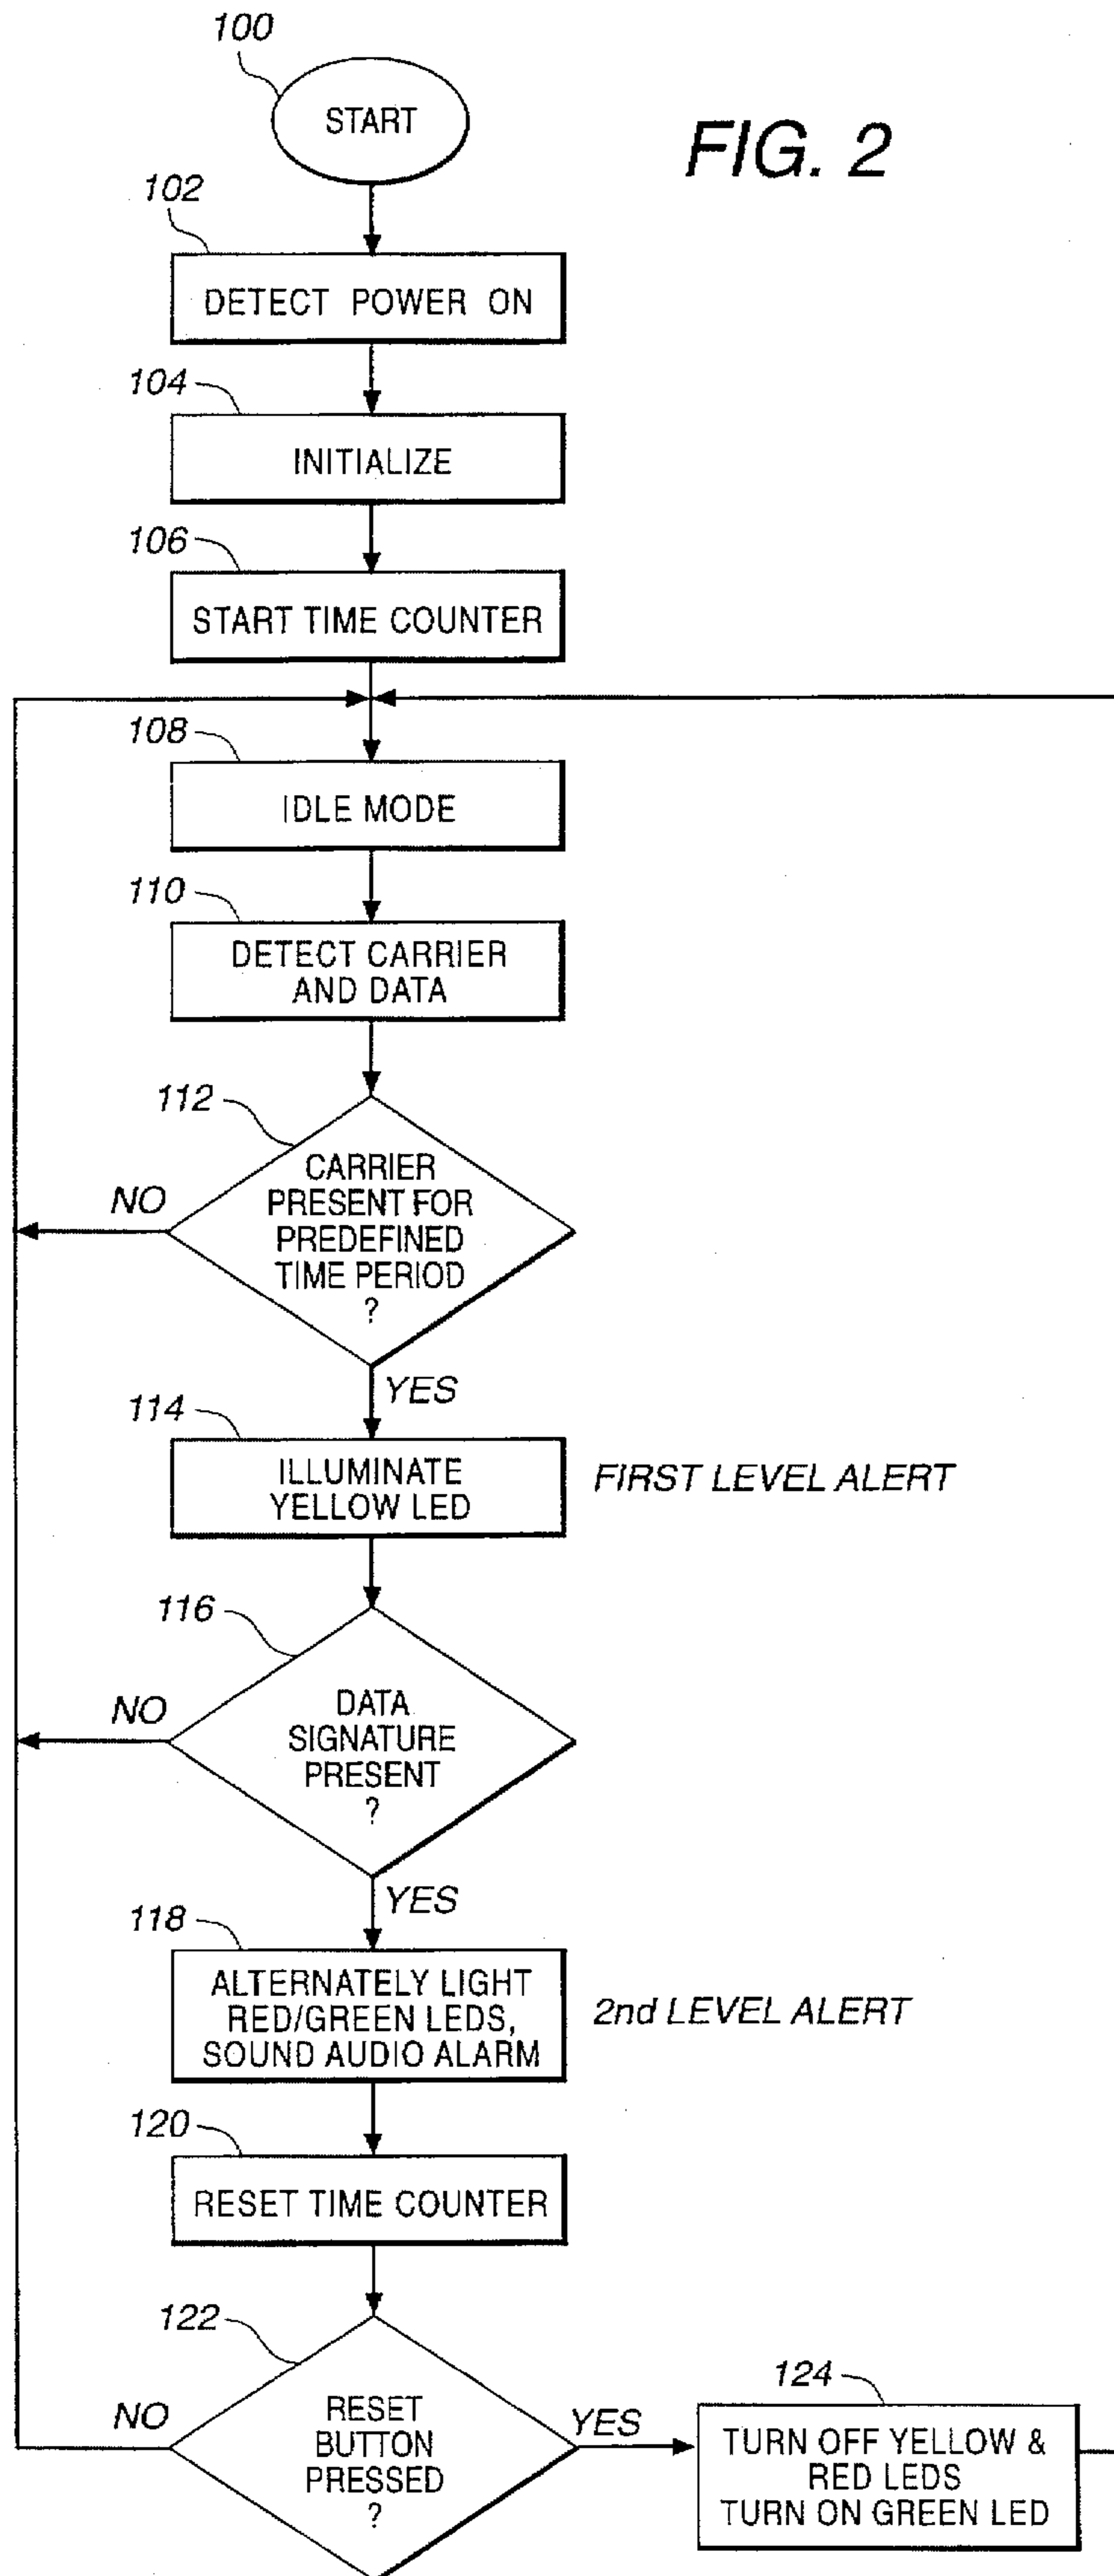 100
START
FIG. 2
102
DETECT POWER ON
104
INITIALIZE
106
START TIME COUNTER
108
IDLE MODE
110
DETECT CARRIER
AND DATA
112
CARRIER
PRESENT FOR
PREDEFINED
TIME PERIOD
?
NO
YES
114
ILLUMINATE
YELLOW LED
FIRST LEVEL ALERT
116
DATA
SIGNATURE
PRESENT
?
NO
YES
118
ALTERNATELY LIGHT
RED/GREEN LEDS,
SOUND AUDIO ALARM
2nd LEVEL ALERT
120
RESET TIME COUNTER
122
RESET
BUTTON
PRESSED
?
NO
YES
124
TURN OFF YELLOW &
RED LEDS
TURN ON GREEN LED